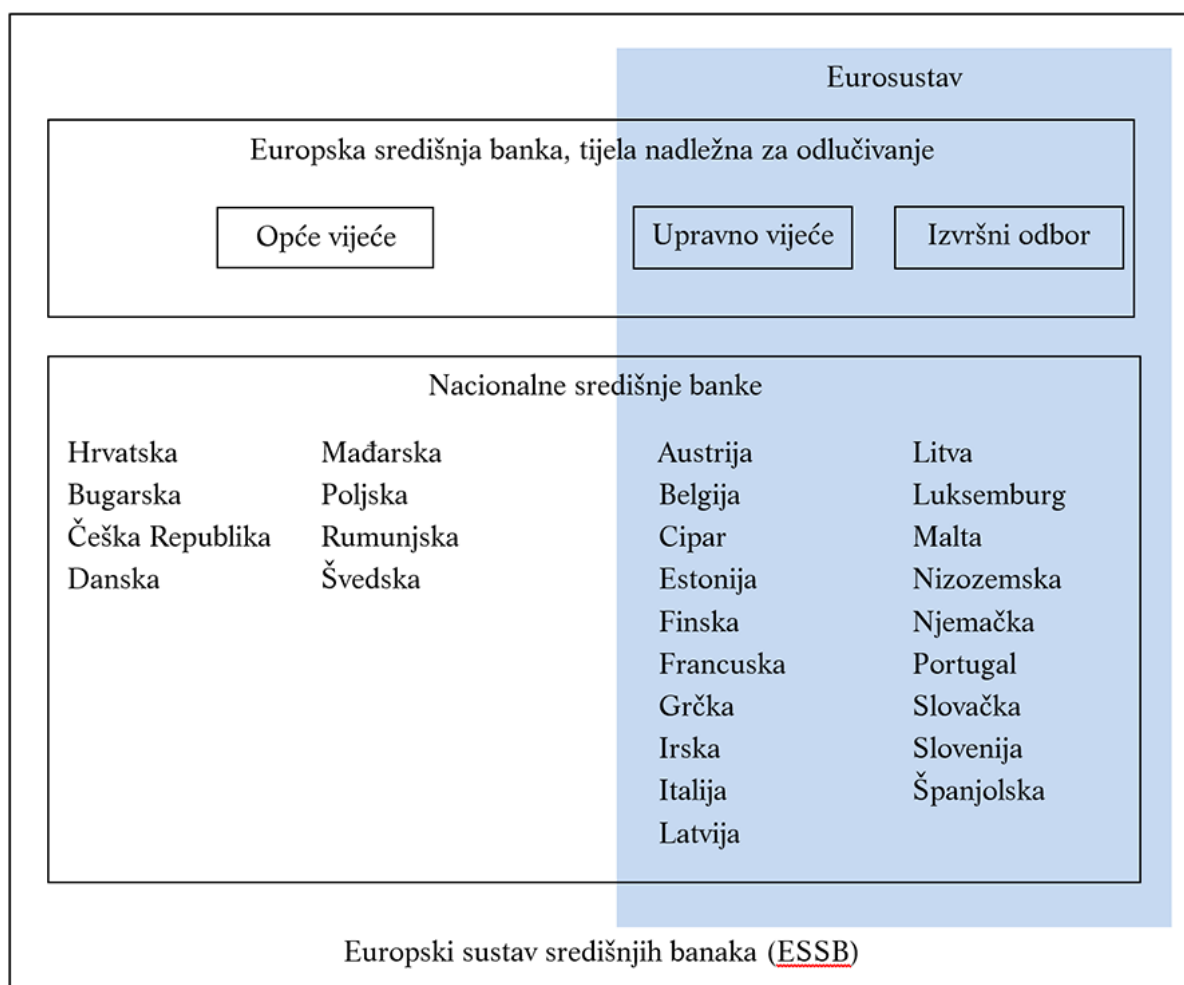 Eurosustav
Europska središnja banka, tijela nadležna za odlučivanje
Opće vijeće
Upravno vijeće
Izvršni odbor
Nacionalne središnje banke
Hrvatska
Bugarska
Češka Republika
Danska
Mađarska
Poljska
Rumunjska
Švedska
Austrija
Belgija
Cipar
Estonija
Finska
Francuska
Grčka
Irska
Italija
Latvija
Litva
Luksemburg
Malta
Nizozemska
Njemačka
Portugal
Slovačka
Slovenija
Španjolska
Europski sustav središnjih banaka (ESSB)